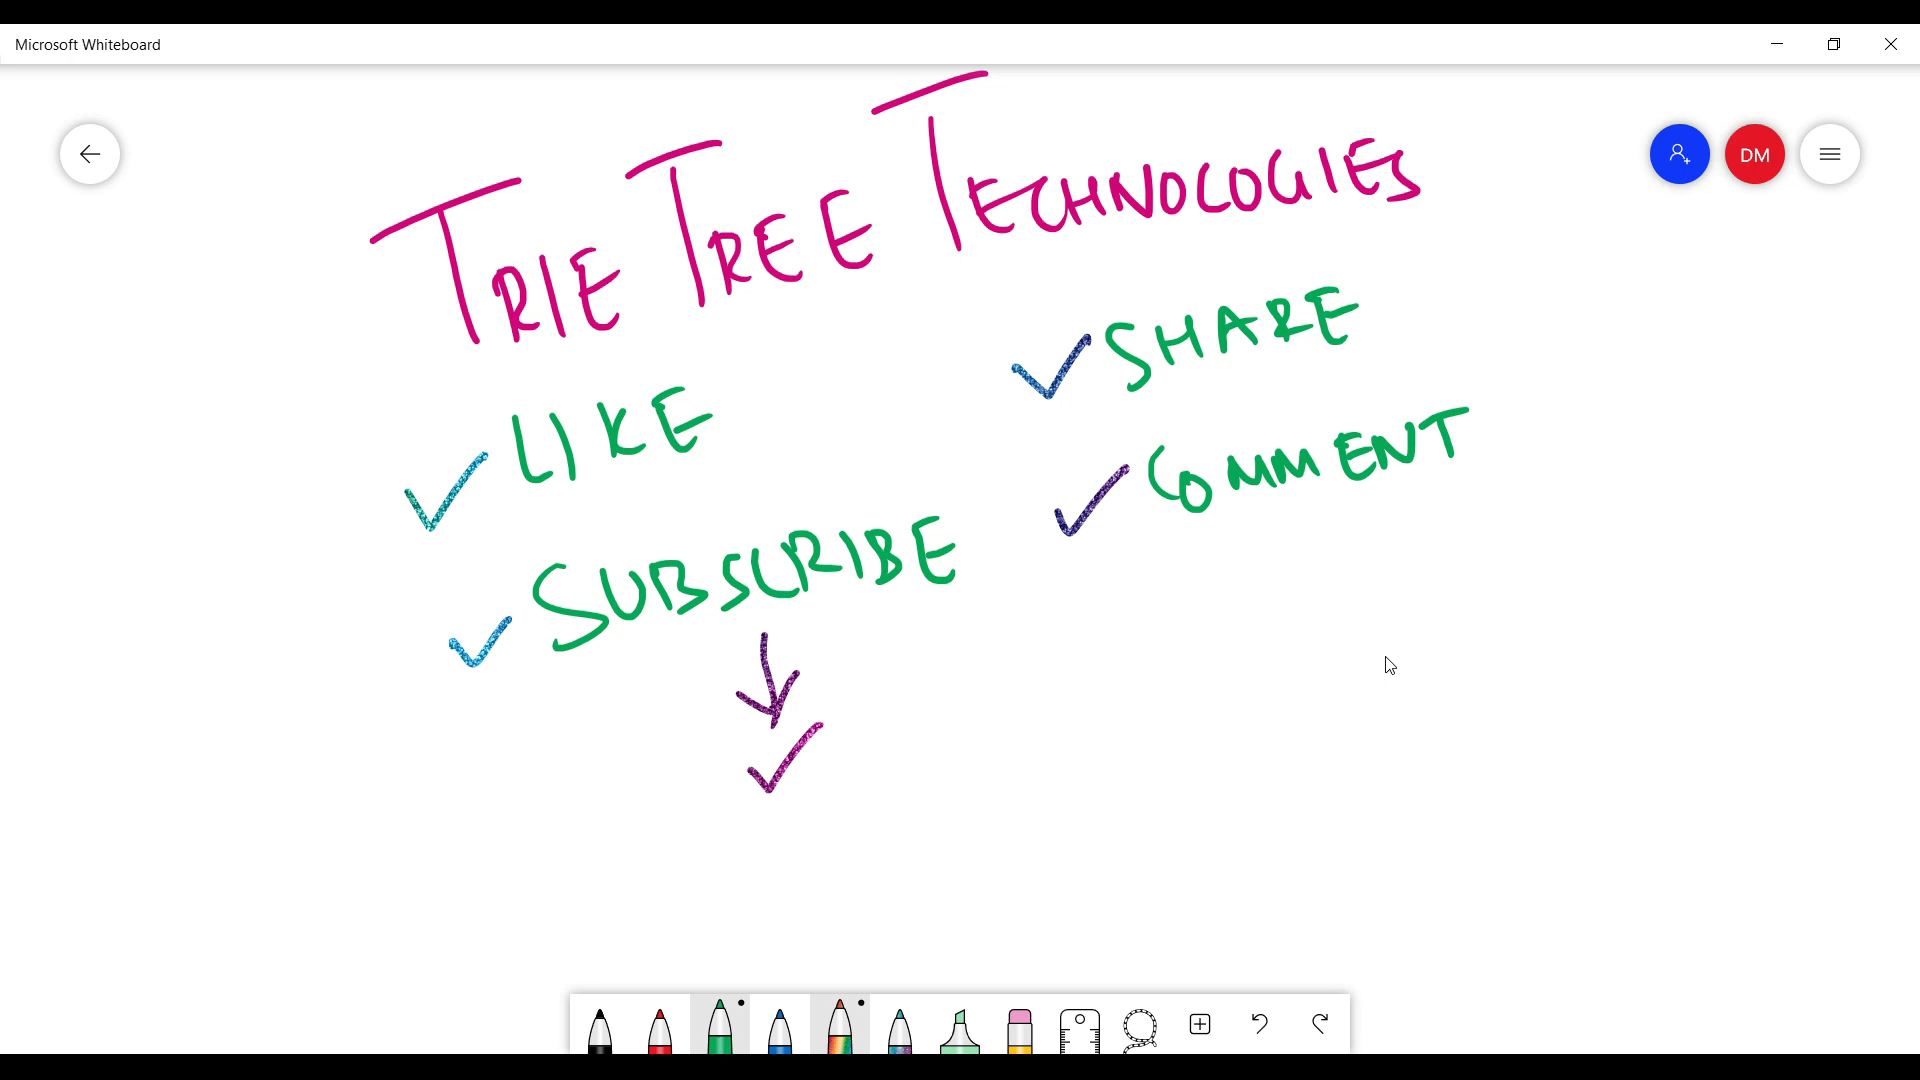 Microsoft Whiteboard
DM
TRIE TREE TECHNOLOGIES
LIKE
SHARE
SUBSCRIBE
COMMENT